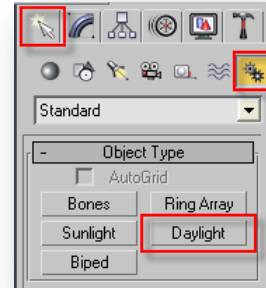 Standard
- Object Type
AutoGrid
Bones Ring Array
Sunlight Daylight
Biped